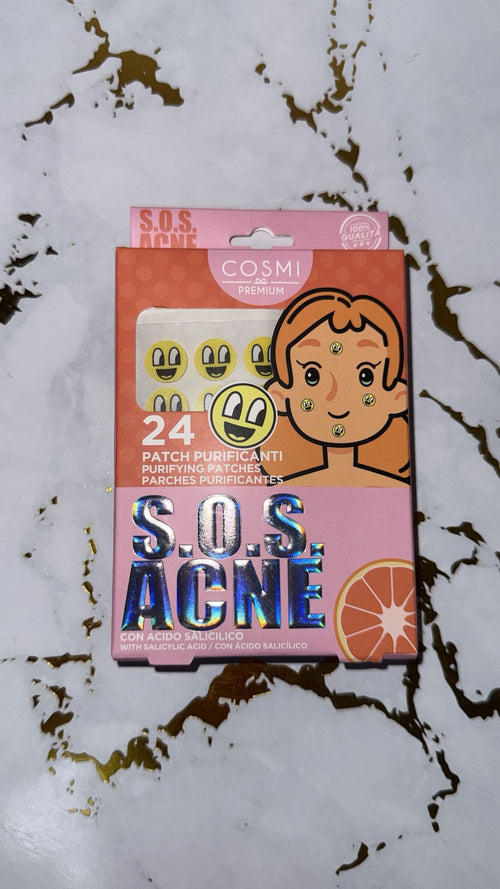 S.O.S.
ACNE
100%
QUALITÀ
COSMI
PREMIUM
24
PATCH PURIFICANTI
PURIFYING PATCHES
PARCHES PURIFICANTES
S.O.S.
ACNE
CON ACIDO SALICILICO
WITH SALICYLIC ACID / CON ÁCIDO SALICÍLICO